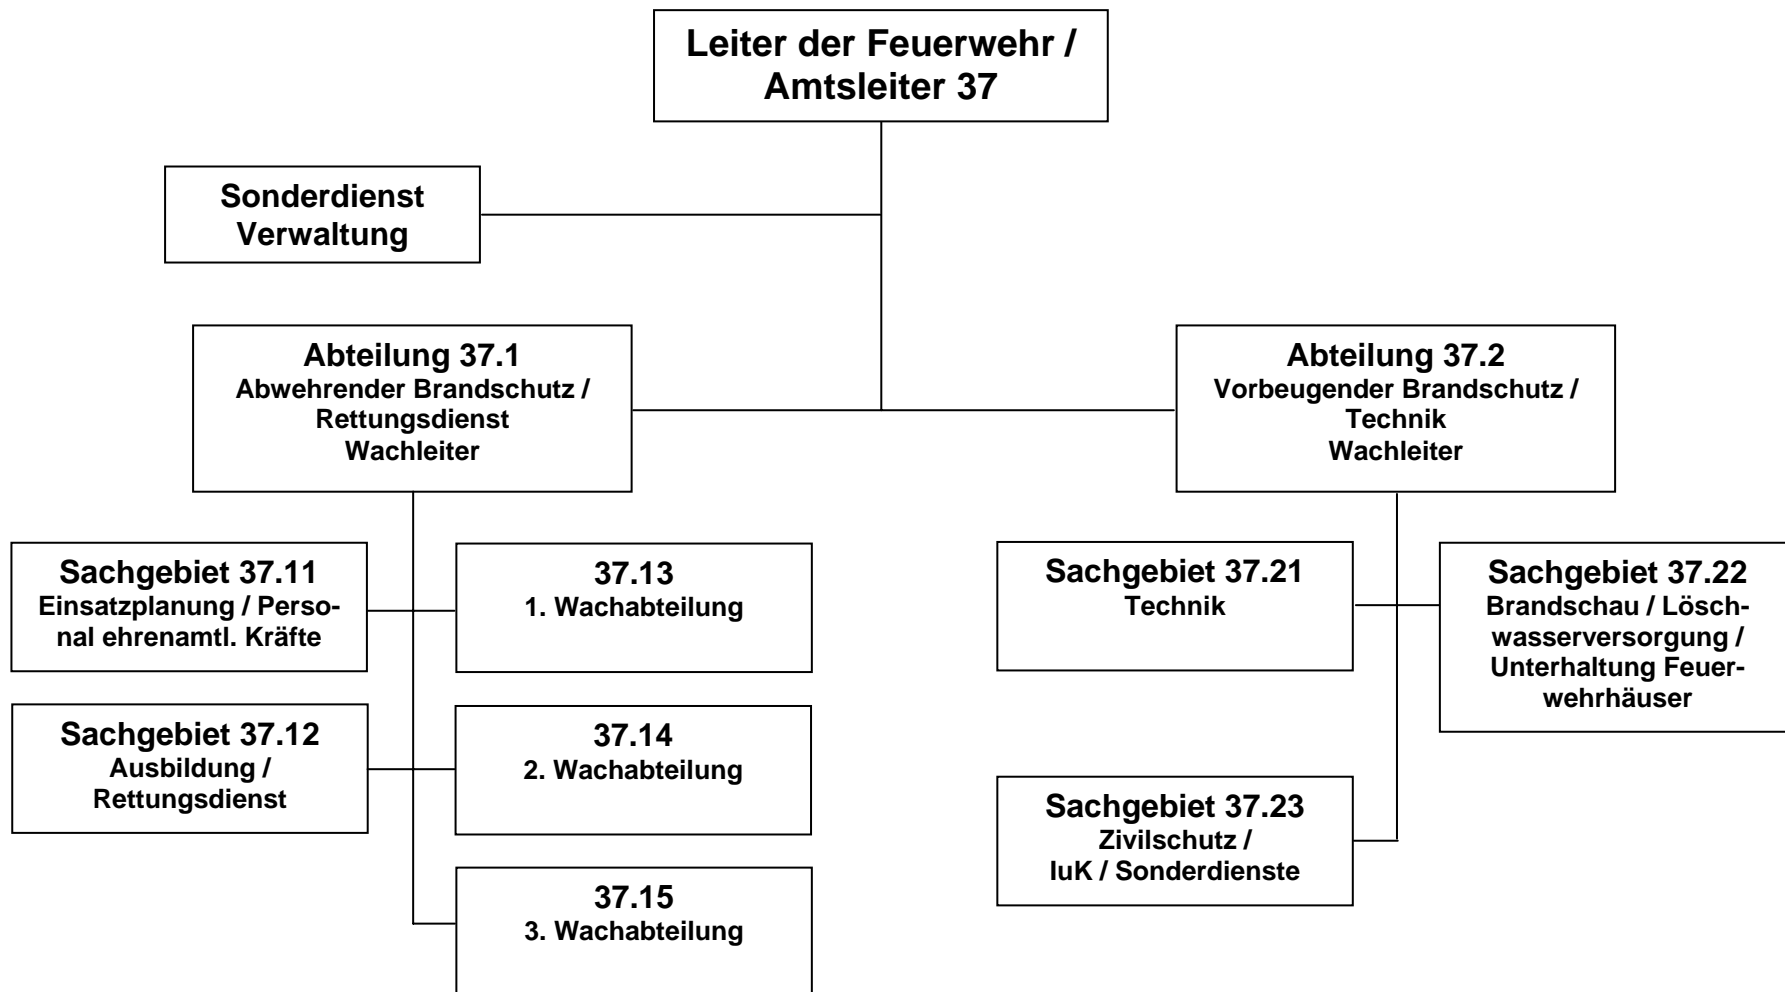 Leiter der Feuerwehr /
Amtsleiter 37
Sonderdienst
Verwaltung
Abteilung 37.1
Abwehrender Brandschutz /
Rettungsdienst
Wachleiter
Abteilung 37.2
Vorbeugender Brandschutz /
Technik
Wachleiter
Sachgebiet 37.11
Einsatzplanung / Perso-
nal ehrenamtl. Kräfte
37.13
1. Wachabteilung
Sachgebiet 37.21
Technik
Sachgebiet 37.22
Brandschau / Lösch-
wasserversorgung /
Unterhaltung Feuer-
wehrhäuser
Sachgebiet 37.12
Ausbildung /
Rettungsdienst
37.14
2. Wachabteilung
Sachgebiet 37.23
Zivilschutz /
IuK / Sonderdienste
37.15
3. Wachabteilung